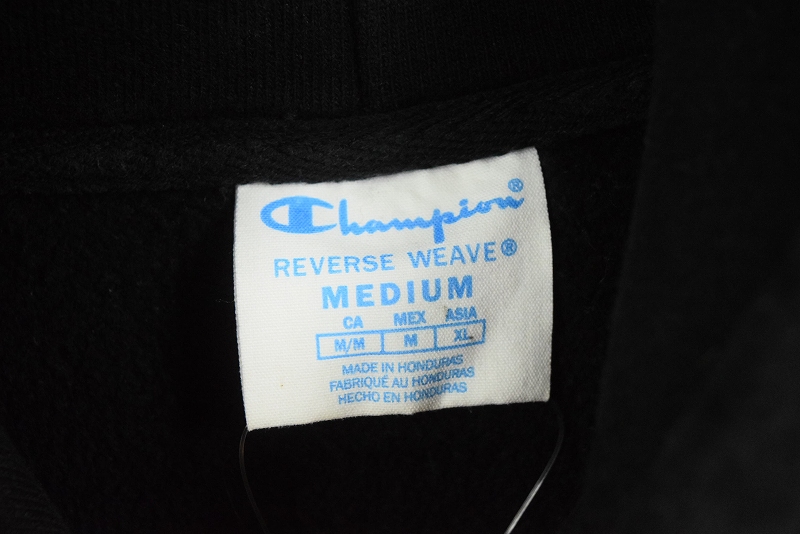 Champion®
REVERSE WEAVE®
MEDIUM
CA MEX ASIA
M/M M XL
MADE IN HONDURAS
FABRIQUÉ AU HONDURAS
HECHO EN HONDURAS